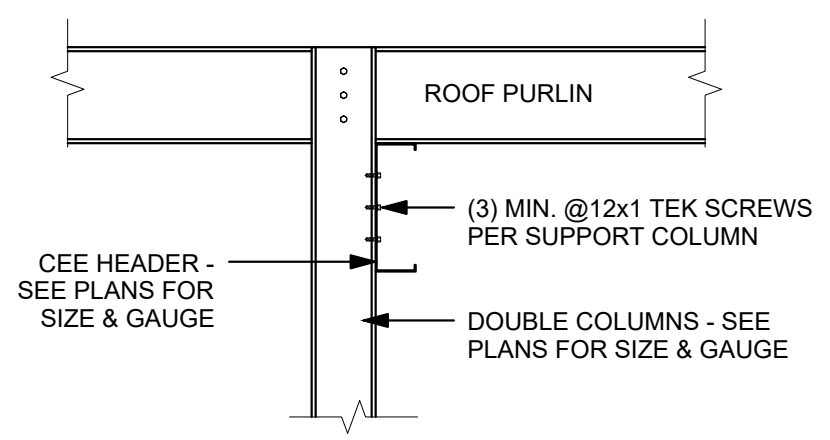 ROOF PURLIN
(3) MIN. @12x1 TEK SCREWS
PER SUPPORT COLUMN
CEE HEADER -
SEE PLANS FOR
SIZE & GAUGE
DOUBLE COLUMNS - SEE
PLANS FOR SIZE & GAUGE